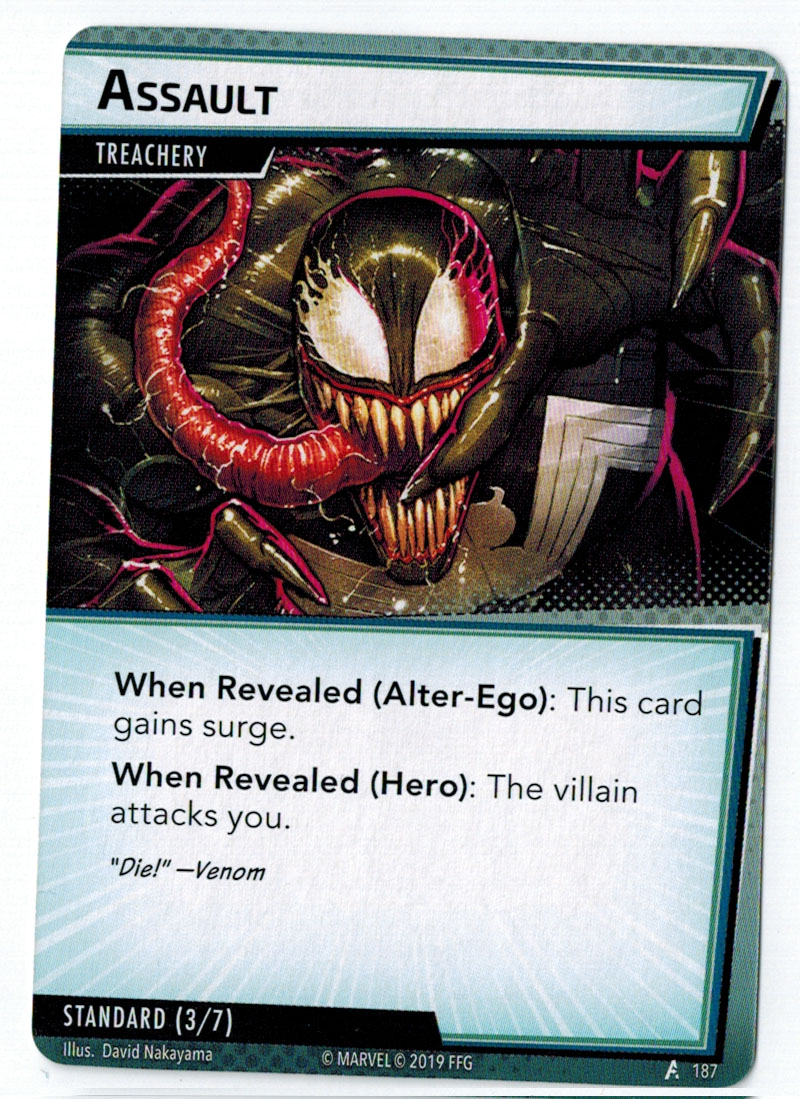 ASSAULT
TREACHERY
When Revealed (Alter-Ego): This card
gains surge.
When Revealed (Hero): The villain
attacks you.
"Die!" —Venom
STANDARD (3/7)
Illus. David Nakayama
© MARVEL © 2019 FFG
187